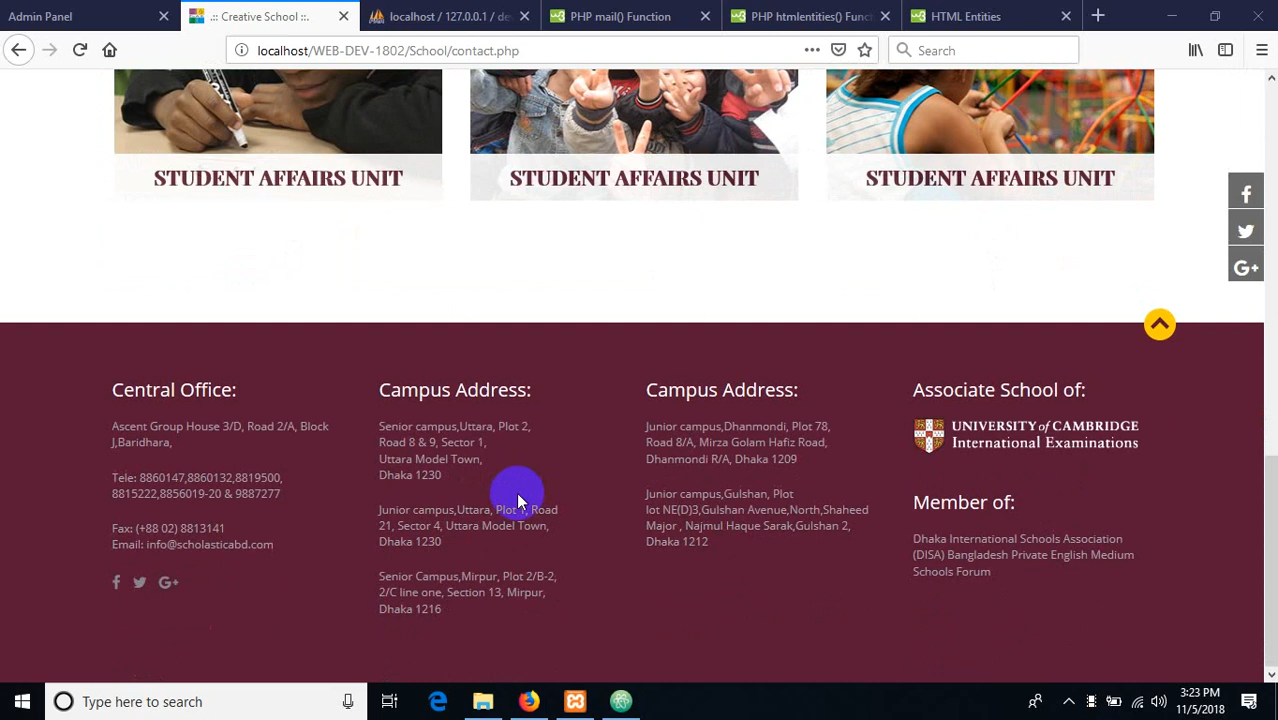 Admin Panel
.:: Creative School ::.
localhost / 127.0.0.1 / de
PHP mail() Function
PHP htmlentities() Funct
HTML Entities
localhost/WEB-DEV-1802/School/contact.php
Search
STUDENT AFFAIRS UNIT
STUDENT AFFAIRS UNIT
STUDENT AFFAIRS UNIT
Central Office:
Ascent Group House 3/D, Road 2/A, Block
J,Baridhara,
Tele: 8860147,8860132,8819500,
8815222,8856019-20 & 9887277
Fax: (+88 02) 8813141
Email: info@scholasticabd.com
Campus Address:
Senior campus,Uttara, Plot 2,
Road 8 & 9, Sector 1,
Uttara Model Town,
Dhaka 1230
Junior campus,Uttara, Plot Road
21, Sector 4, Uttara Model Town,
Dhaka 1230
Senior Campus,Mirpur, Plot 2/B-2,
2/C line one, Section 13, Mirpur,
Dhaka 1216
Campus Address:
Junior campus,Dhanmondi, Plot 78,
Road 8/A, Mirza Golam Hafiz Road,
Dhanmondi R/A, Dhaka 1209
Junior campus,Gulshan, Plot
lot NE(D)3,Gulshan Avenue,North,Shaheed
Major , Najmul Haque Sarak,Gulshan 2,
Dhaka 1212
Associate School of:
UNIVERSITY of CAMBRIDGE
International Examinations
Member of:
Dhaka International Schools Association
(DISA) Bangladesh Private English Medium
Schools Forum
Type here to search
3:23 PM
11/5/2018